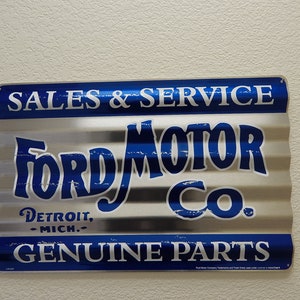 SALES & SERVICE
FORD MOTOR
CO.
DETROIT,
-MICH.-
GENUINE PARTS